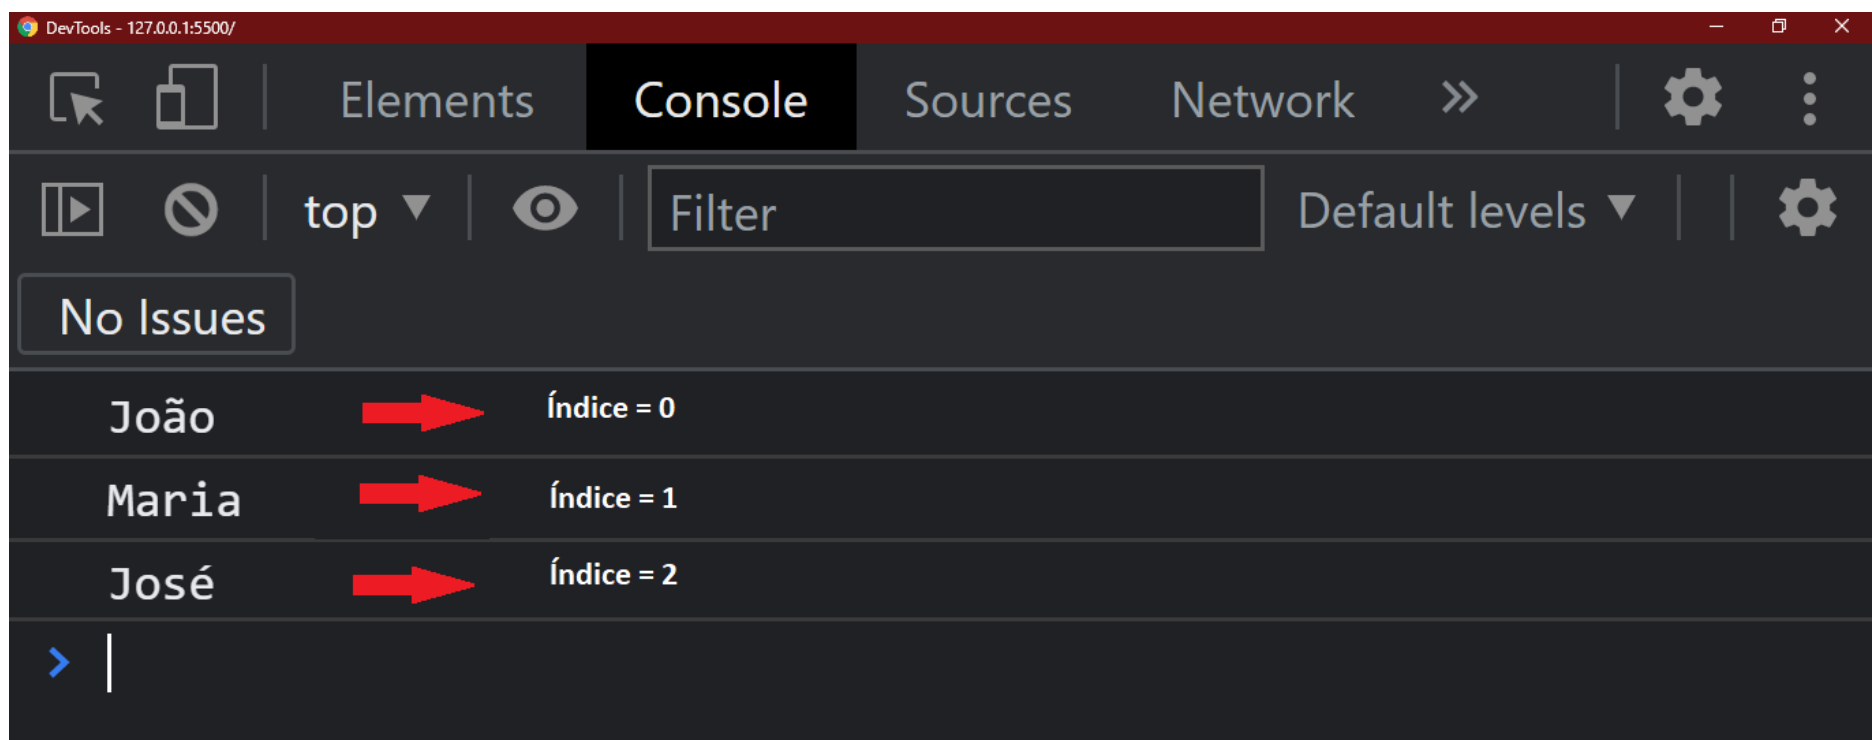 DevTools - 127.0.0.1:5500/
Elements Console Sources Network
top Filter Default levels
No Issues
João Índice = 0
Maria Índice = 1
José Índice = 2